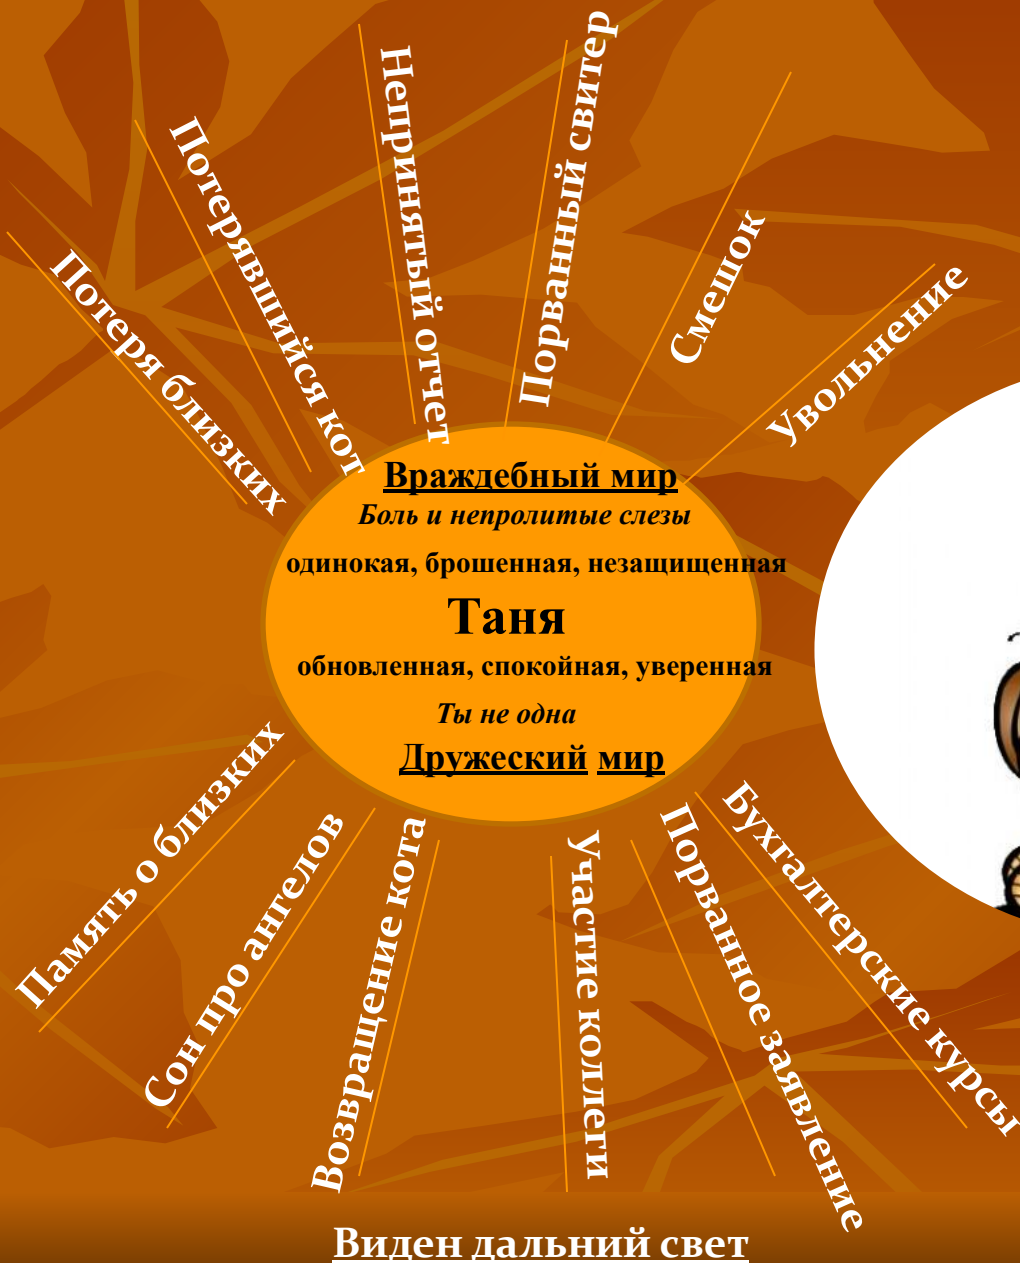 Потеря близких
Потерявшийся кот
Непринятый отчет
Порванный свитер
Смешок
Увольнение
Враждебный мир
Боль и непролитые слезы
одинокая, брошенная, незащищенная
Таня
обновленная, спокойная, уверенная
Ты не одна
Дружеский мир
Память о близких
Сон про ангелов
Возвращение кота
Участие коллеги
Порванное заявление
Бухгалтерские курсы
Виден дальний свет